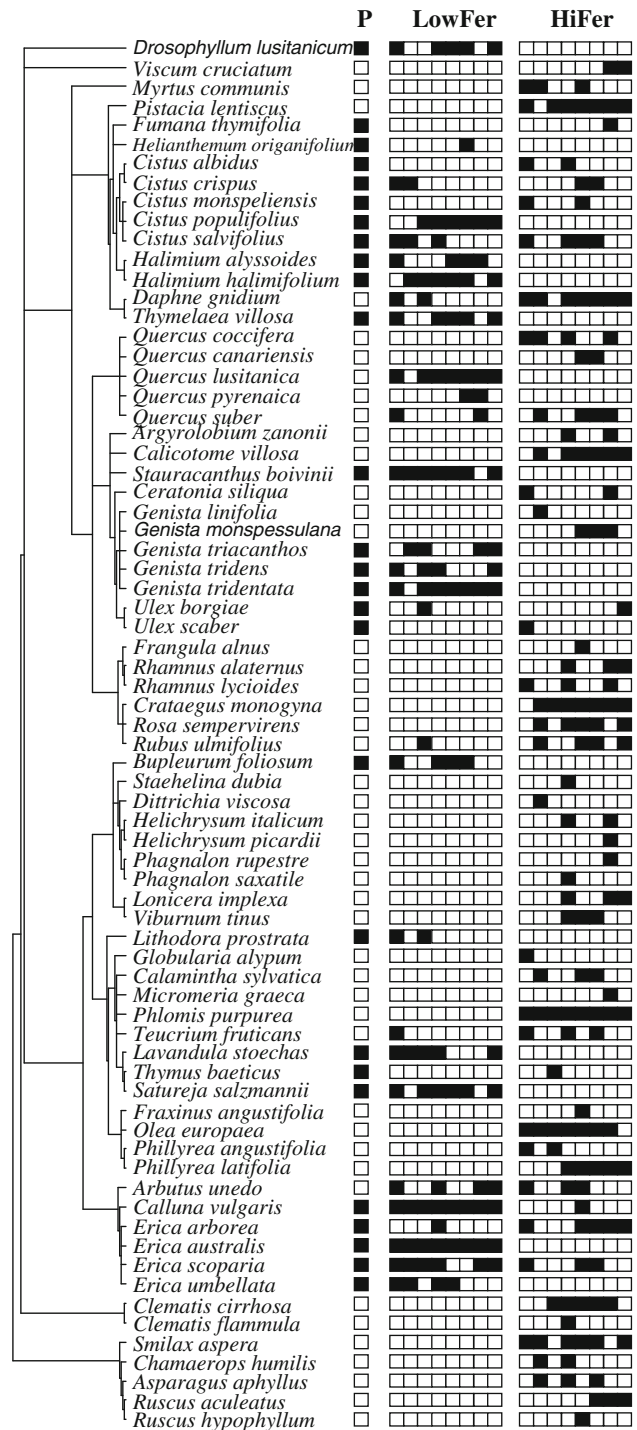 P LowFer HiFer
Drosophyllum lusitanicum
Viscum cruciatum
Myrtus communis
Pistacia lentiscus
Fumana thymifolia
Helianthemum origanifolium
Cistus albidus
Cistus crispus
Cistus monspeliensis
Cistus populifolius
Cistus salvifolius
Halimium alyssoides
Halimium halimifolium
Daphne gnidium
Thymelaea villosa
Quercus coccifera
Quercus canariensis
Quercus lusitanica
Quercus pyrenaica
Quercus suber
Argyrolobium zanonii
Calicotome villosa
Stauracanthus boivinii
Ceratonia siliqua
Genista linifolia
Genista monspessulana
Genista triacanthos
Genista tridens
Genista tridentata
Ulex borgiae
Ulex scaber
Frangula alnus
Rhamnus alaternus
Rhamnus lycioides
Crataegus monogyna
Rosa sempervirens
Rubus ulmifolius
Bupleurum foliosum
Staehelina dubia
Dittrichia viscosa
Helichrysum italicum
Helichrysum picardii
Phagnalon rupestre
Phagnalon saxatile
Lonicera implexa
Viburnum tinus
Lithodora prostrata
Globularia alypum
Calamintha sylvatica
Micromeria graeca
Phlomis purpurea
Teucrium fruticans
Lavandula stoechas
Thymus baeticus
Satureja salzmannii
Fraxinus angustifolia
Olea europaea
Phillyrea angustifolia
Phillyrea latifolia
Arbutus unedo
Calluna vulgaris
Erica arborea
Erica australis
Erica scoparia
Erica umbellata
Clematis cirrhosa
Clematis flammula
Smilax aspera
Chamaerops humilis
Asparagus aphyllus
Ruscus aculeatus
Ruscus hypophyllum